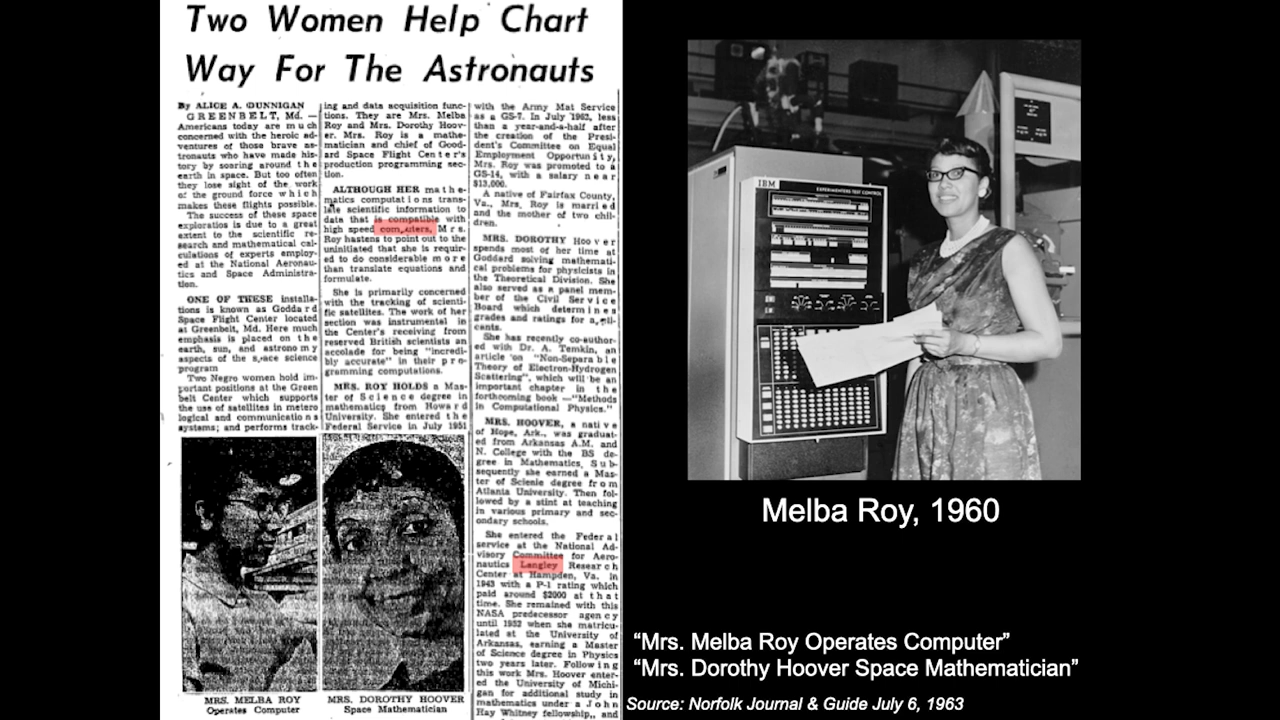 Two Women Help Chart
Way For The Astronauts
By ALICE A. DUNNIGAN
GREENBELT, Md. —
Americans today are much
concerned with the heroic ad-
ventures of those brave as-
tronauts who have made his-
tory by soaring around the
earth in space. But too often
they lose sight of the work
of the ground force which
makes these flights possible.
The success of these space
exploratios is due to a great
extent to the scientific re-
search and mathematical cal-
culations of experts employ-
ed at the National Aeronau-
tics and Space Administra-
tion.
ONE OF THESE installa-
tions is known as Goddard
Space Flight Center located
at Greenbelt, Md. Here much
emphasis is placed on the
earth, sun, and astronomy
aspects of the space science
program
Two Negro women hold im-
portant positions at the Green
belt Center which supports
the use of satellites in metero
logical and communications
systems; and performs track-
ing and data acquisition func-
tions. They are Mrs. Melba
Roy and Mrs. Dorothy Hoov-
er. Mrs. Roy is a mathe-
matician and chief of Godd-
ard Space Flight Center's
production programming sec-
tion.
ALTHOUGH HER mathe-
matics computations trans-
late scientific information to
data that is compatible with
high speed computers, Mrs.
Roy hastens to point out to the
uninitiated that she is requir-
ed to do considerable more
than translate equations and
formulate.
She is primarily concerned
with the tracking of scienti-
fic satellites. The work of her
section was instrumental in
the Center's receiving from
reserved British scientists an
accolade for being "incredi-
bly accurate" in their pro-
gramming computations.
MRS. ROY HOLDS a Mas-
ter of Science degree in
mathematics from Howard
University. She entered the
Federal Service in July 1951
with the Army Mat Service
as a GS-7. In July 1962, less
than a year-and-a-half after
the creation of the Presi-
dent's Committee on Equal
Employment Opportunity,
Mrs. Roy was promoted to a
GS-14, with a salary near
$13,000.
A native of Fairfax County,
Va., Mrs. Roy is married
and the mother of two chil-
dren.
MRS. DOROTHY Hoover
spends most of her time at
Goddard solving mathemati-
cal problems for physicists in
the Theoretical Division. She
also served as a panel mem-
ber of the Civil Service
Board which determines
grades and ratings for
cants.
She has recently co-author-
ed with Dr. A. Temkin, an
article on "Non-Separable
Theory of Electron-Hydrogen
Scattering", which will be an
important chapter in the
forthcoming book —"Methods
in Computational Physics."
MRS. HOOVER, a native
of Hope, Ark., was graduat-
ed from Arkansas A.M. and
N. College with the BS de-
gree in Mathematics. Sub-
sequently she earned a Mas-
ter of Scienie degree from
Atlanta University. Then fol-
lowed by a stint at teaching
in various primary and sec-
ondary schools.
She entered the Federal
service at the National Ad-
visory Committee for Aero-
nautics Langley Research
Center at Hampden, Va. in
1943 with a P-1 rating which
paid around $2000 at that
time. She remained with this
NASA predecessor agency
until 1952 when she matricu-
lated at the University of
Arkansas, earning a Master
of Science degree in Physics
two years later. Following
this work Mrs. Hoover enter-
ed the University of Michi-
gan for additional study in
mathematics under a John
Hay Whitney fellowship,, and
MRS. MELBA ROY
Operates Computer
MRS. DOROTHY HOOVER
Space Mathematician
IBM
EXPERIMENTERS TEST CONTROL
Melba Roy, 1960
“Mrs. Melba Roy Operates Computer”
“Mrs. Dorothy Hoover Space Mathematician”
Source: Norfolk Journal & Guide July 6, 1963